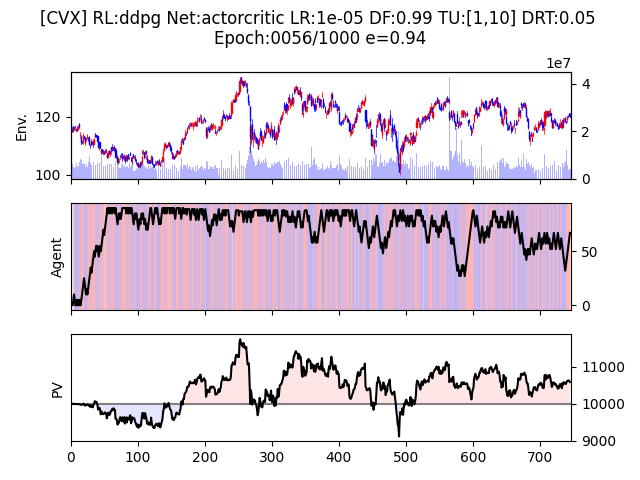 [CVX] RL:ddpg Net:actorcritic LR:1e-05 DF:0.99 TU:[1,10] DRT:0.05
Epoch:0056/1000 e=0.94
1e7
Env.
120
100
4
2
0
Agent
50
0
PV
11000
10000
9000
0 100 200 300 400 500 600 700